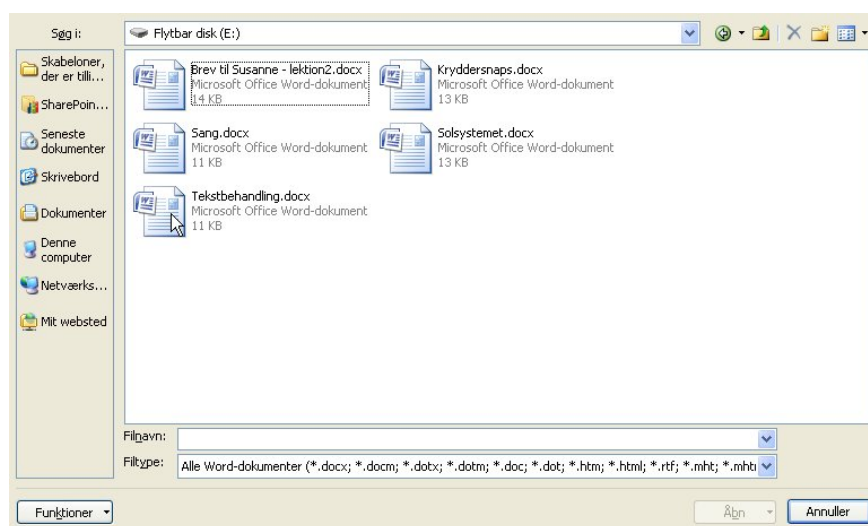 Søg i:
Flytbar disk (E:)
Skabeloner,
der er tilli...
SharePoin...
Seneste
dokumenter
Skrivebord
Dokumenter
Denne
computer
Netværks...
Mit websted
Brev til Susanne - lektion2.docx
Microsoft Office Word-dokument
14 KB
Kryddersnaps.docx
Microsoft Office Word-dokument
13 KB
Sang.docx
Microsoft Office Word-dokument
11 KB
Solsystemet.docx
Microsoft Office Word-dokument
13 KB
Tekstbehandling.docx
Microsoft Office Word-dokument
11 KB
Filnavn:
Filtype:
Alle Word-dokumenter (*.docx; *.docm; *.dotx; *.dotm; *.doc; *.dot; *.htm; *.html; *.rtf; *.mht; *.mht
Funktioner
Åbn
Annuller